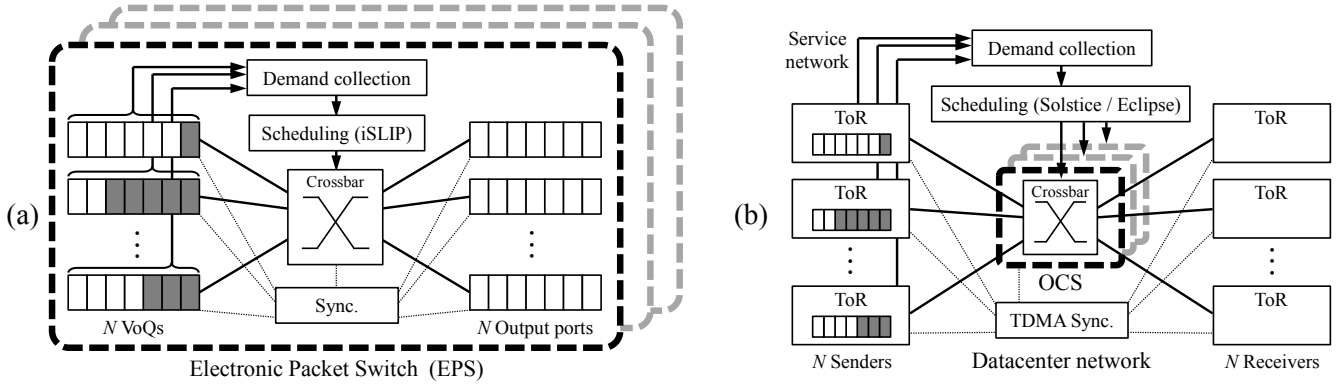 (a)
Demand collection
Scheduling (iSLIP)
Crossbar
Sync.
N VoQs
N Output ports
Electronic Packet Switch (EPS)
(b)
Service
network
Demand collection
Scheduling (Solstice / Eclipse)
ToR
ToR
ToR
Crossbar
OCS
TDMA Sync.
ToR
ToR
ToR
N Senders
Datacenter network
N Receivers